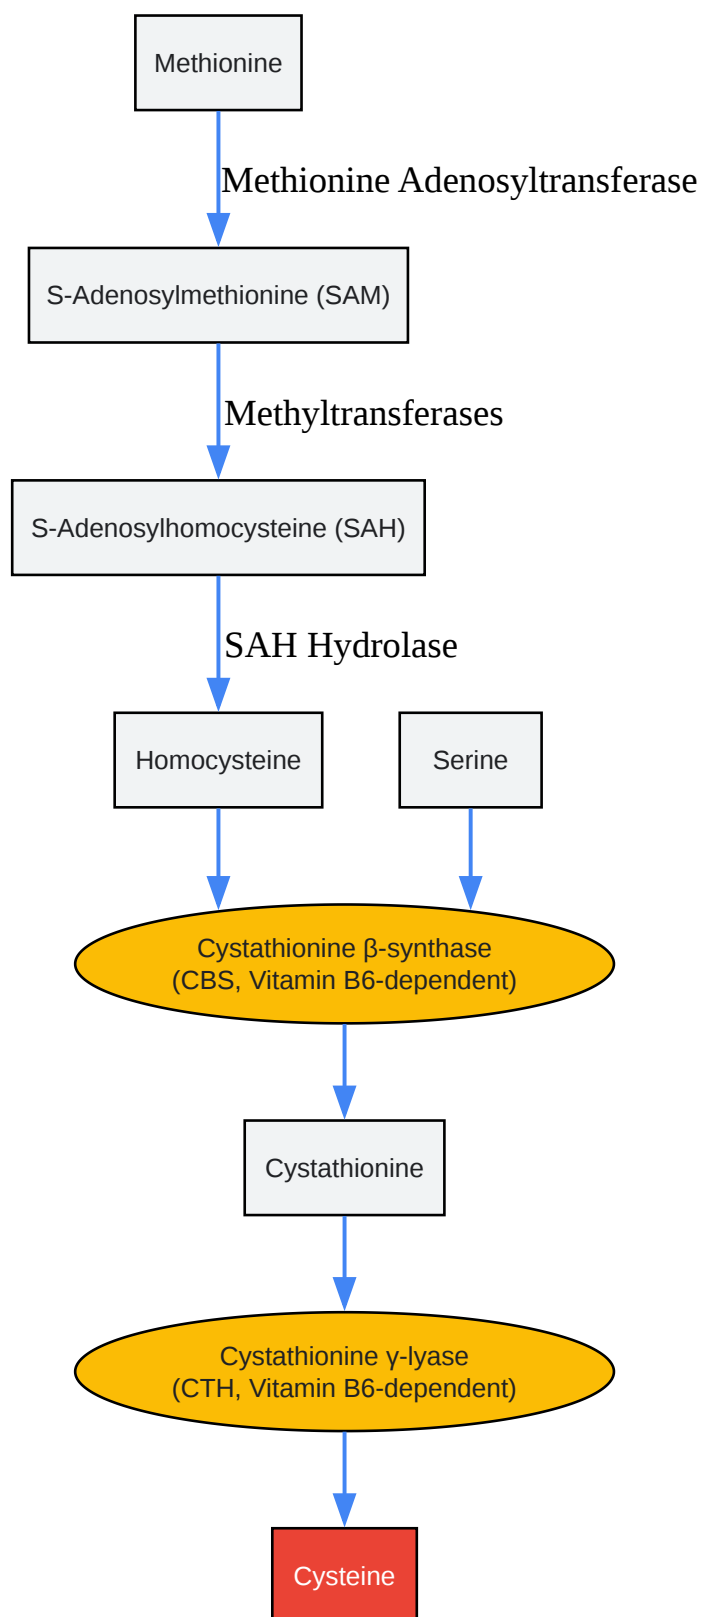 Methionine
Methionine Adenosyltransferase
S-Adenosylmethionine (SAM)
Methyltransferases
S-Adenosylhomocysteine (SAH)
SAH Hydrolase
Homocysteine
Serine
Cystathionine β-synthase
(CBS, Vitamin B6-dependent)
Cystathionine
Cystathionine γ-lyase
(CTH, Vitamin B6-dependent)
Cysteine